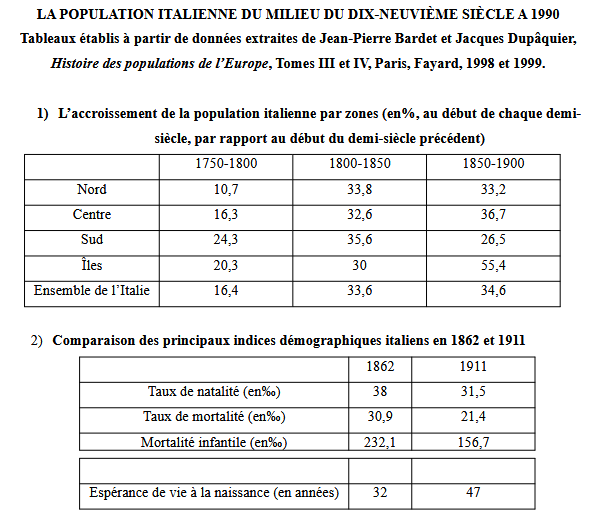 LA POPULATION ITALIENNE DU MILIEU DU DIX-NEUVIÈME SIÈCLE A 1990
Tableaux établis à partir de données extraites de Jean-Pierre Bardet et Jacques Dupâquier,
Histoire des populations de l'Europe, Tomes III et IV, Paris, Fayard, 1998 et 1999.
1) L'accroissement de la population italienne par zones (en%, au début de chaque demi-
siècle, par rapport au début du demi-siècle précédent)
1750-1800 1800-1850 1850-1900
Nord 10,7 33,8 33,2
Centre 16,3 32,6 36,7
Sud 24,3 35,6 26,5
Îles 20,3 30 55,4
Ensemble de l'Italie 16,4 33,6 34,6
2) Comparaison des principaux indices démographiques italiens en 1862 et 1911
1862 1911
Taux de natalité (en‰) 38 31,5
Taux de mortalité (en‰) 30,9 21,4
Mortalité infantile (en‰) 232,1 156,7
Espérance de vie à la naissance (en années) 32 47